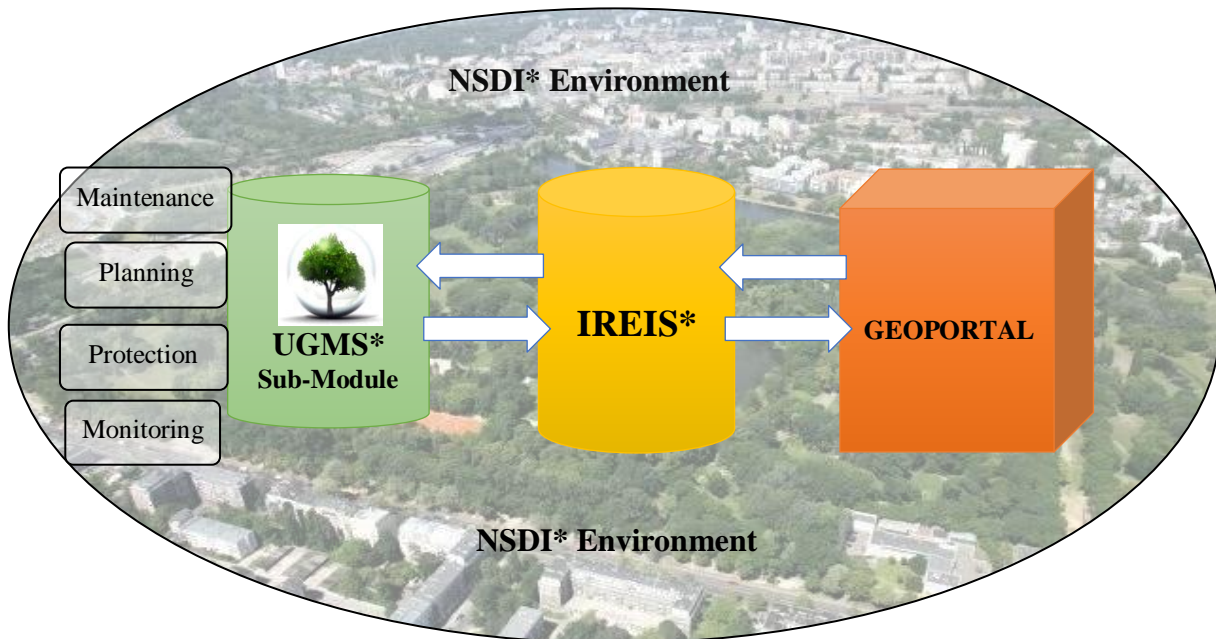 NSDI* Environment
Maintenance
Planning
Protection
Monitoring
UGMS*
Sub-Module
IREIS*
GEOPORTAL
NSDI* Environment